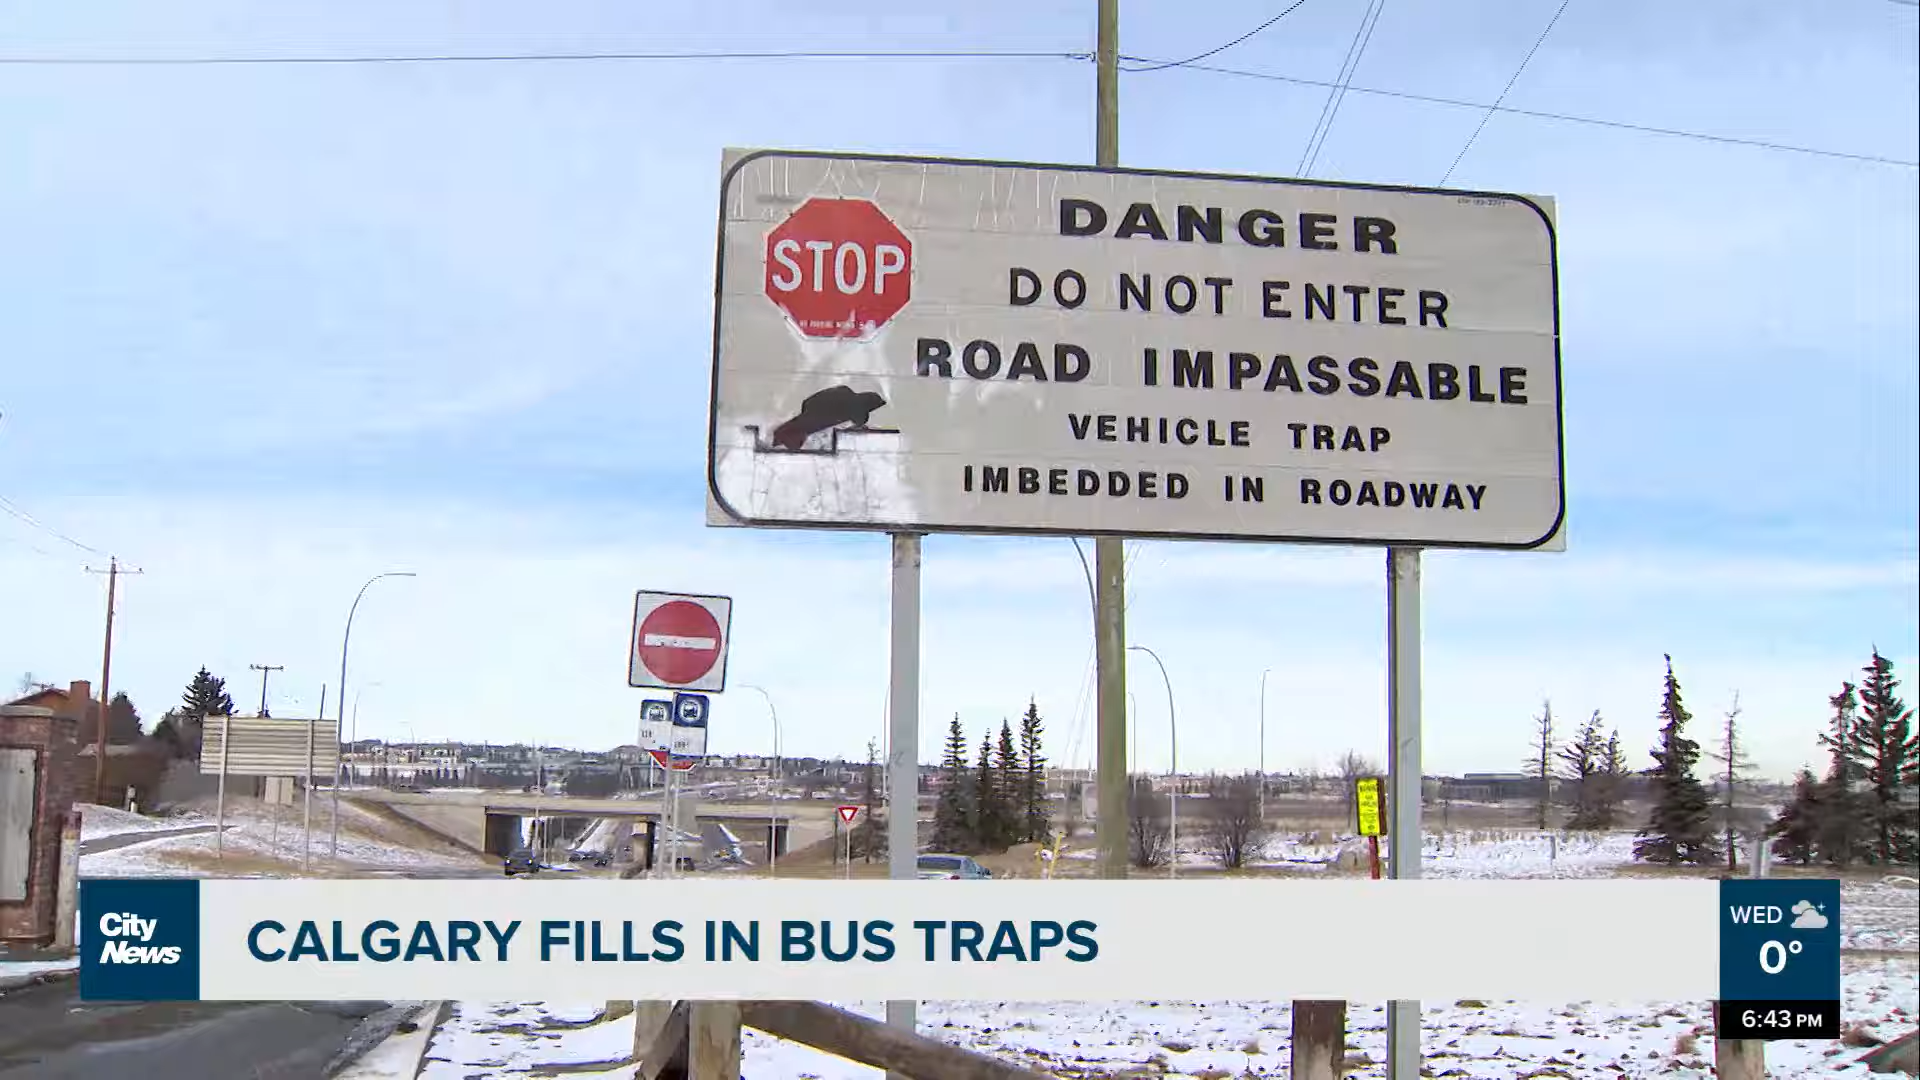 STOP
DANGER
DO NOT ENTER
ROAD IMPASSABLE
VEHICLE TRAP
IMBEDDED IN ROADWAY
City
News
CALGARY FILLS IN BUS TRAPS
WED
0°
6:43 PM